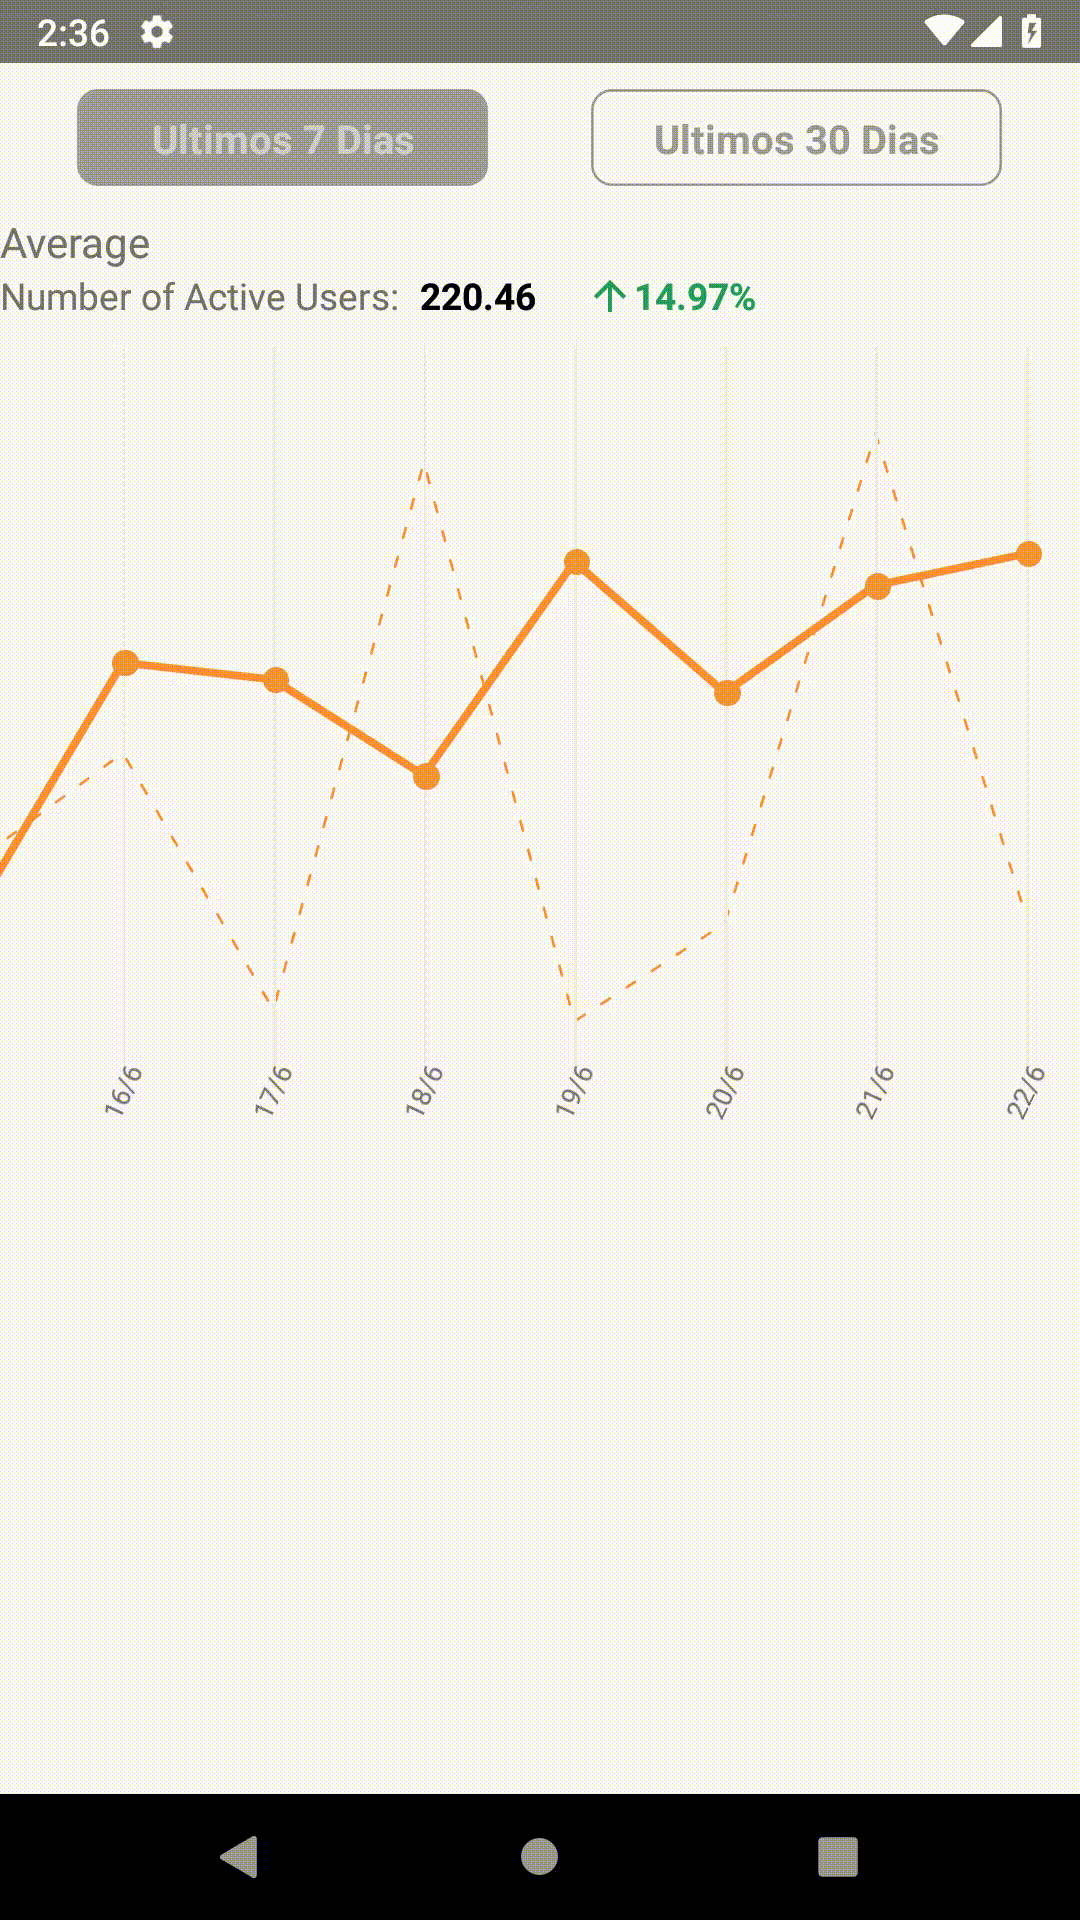 2:36
Ultimos 7 Dias
Ultimos 30 Dias
Average
Number of Active Users: 220.46 ↑ 14.97%
16/6 17/6 18/6 19/6 20/6 21/6 22/6